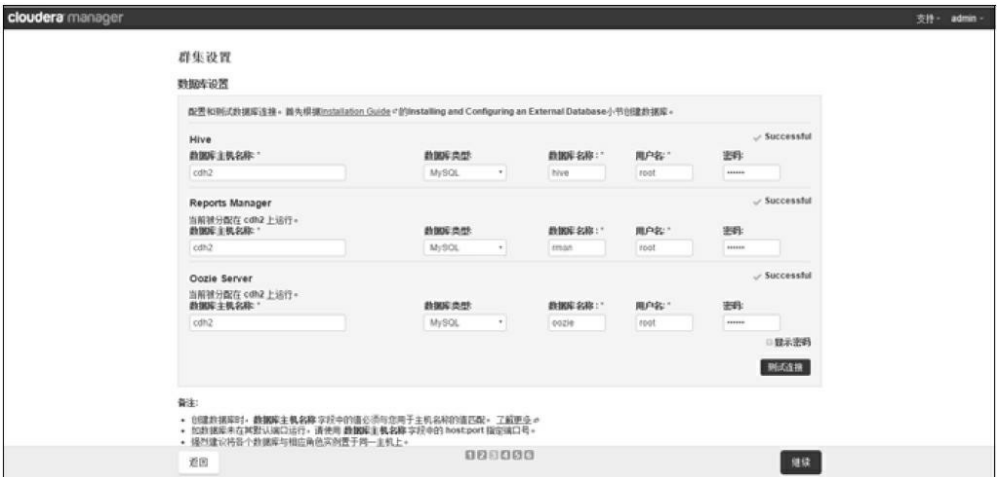 cloudera manager
支持 admin
群集设置
数据库设置
配置和测试数据库连接。首先根据Installation Guide的Installing and Configuring an External Database小节创建数据库。
Hive
Successful
数据库主机名称: * 数据库类型: 数据库名称: * 用户名: * 密码:
cdh2 MySQL hive root ••••••
Reports Manager
Successful
当前被分配在 cdh2 上运行。
数据库主机名称: * 数据库类型: 数据库名称: * 用户名: * 密码:
cdh2 MySQL rman root ••••••
Oozie Server
Successful
当前被分配在 cdh2 上运行。
数据库主机名称: * 数据库类型: 数据库名称: * 用户名: * 密码:
cdh2 MySQL oozie root ••••••
显示密码
测试连接
备注:
• 创建数据库时，数据库主机名称 字段中的值必须与您用于主机名称的值匹配。了解更多
• 如数据库未在其默认端口运行，请使用 数据库主机名称 字段中的 host:port 指定端口号。
• 强烈建议将各个数据库与相应角色实例置于同一主机上。
返回 1 2 3 4 5 6 继续